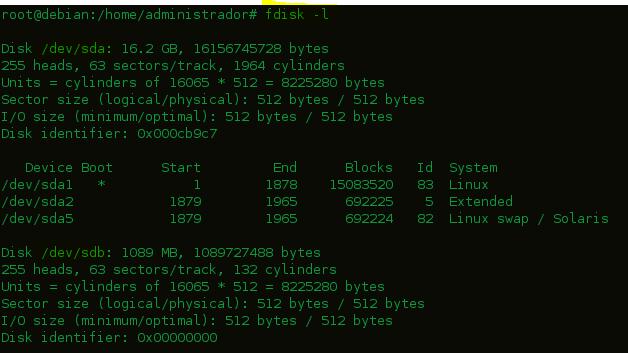 root@debian:/home/administrador# fdisk -l
Disk /dev/sda: 16.2 GB, 16156745728 bytes
255 heads, 63 sectors/track, 1964 cylinders
Units = cylinders of 16065 * 512 = 8225280 bytes
Sector size (logical/physical): 512 bytes / 512 bytes
I/O size (minimum/optimal): 512 bytes / 512 bytes
Disk identifier: 0x000cb9c7
Device Boot Start End Blocks Id System
/dev/sda1 * 1 1878 15083520 83 Linux
/dev/sda2 1879 1965 692225 5 Extended
/dev/sda5 1879 1965 692224 82 Linux swap / Solaris
Disk /dev/sdb: 1089 MB, 1089727488 bytes
255 heads, 63 sectors/track, 132 cylinders
Units = cylinders of 16065 * 512 = 8225280 bytes
Sector size (logical/physical): 512 bytes / 512 bytes
I/O size (minimum/optimal): 512 bytes / 512 bytes
Disk identifier: 0x00000000